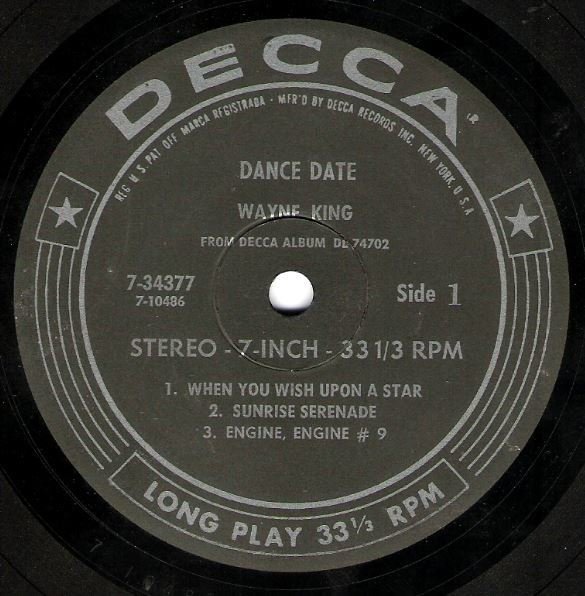 DECCA
REG. U.S. PAT. OFF. MARCA REGISTRADA · MFR'D BY DECCA RECORDS INC. NEW YORK, U.S.A.
DANCE DATE
WAYNE KING
FROM DECCA ALBUM DL 74702
7-34377
7-10486
Side 1
STEREO - 7-INCH - 33 1/3 RPM
1. WHEN YOU WISH UPON A STAR
2. SUNRISE SERENADE
3. ENGINE, ENGINE # 9
LONG PLAY 33⅓ RPM